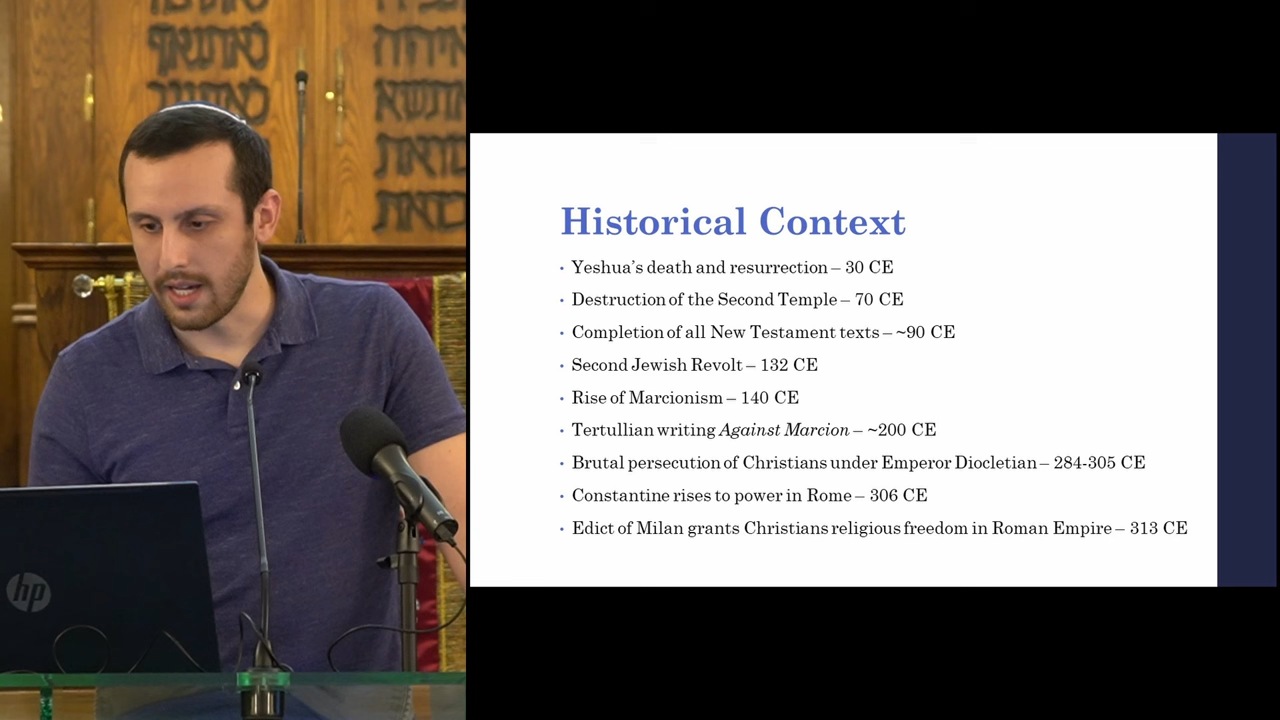 Historical Context
• Yeshua's death and resurrection – 30 CE
• Destruction of the Second Temple – 70 CE
• Completion of all New Testament texts – ~90 CE
• Second Jewish Revolt – 132 CE
• Rise of Marcionism – 140 CE
• Tertullian writing Against Marcion – ~200 CE
• Brutal persecution of Christians under Emperor Diocletian – 284-305 CE
• Constantine rises to power in Rome – 306 CE
• Edict of Milan grants Christians religious freedom in Roman Empire – 313 CE
hp